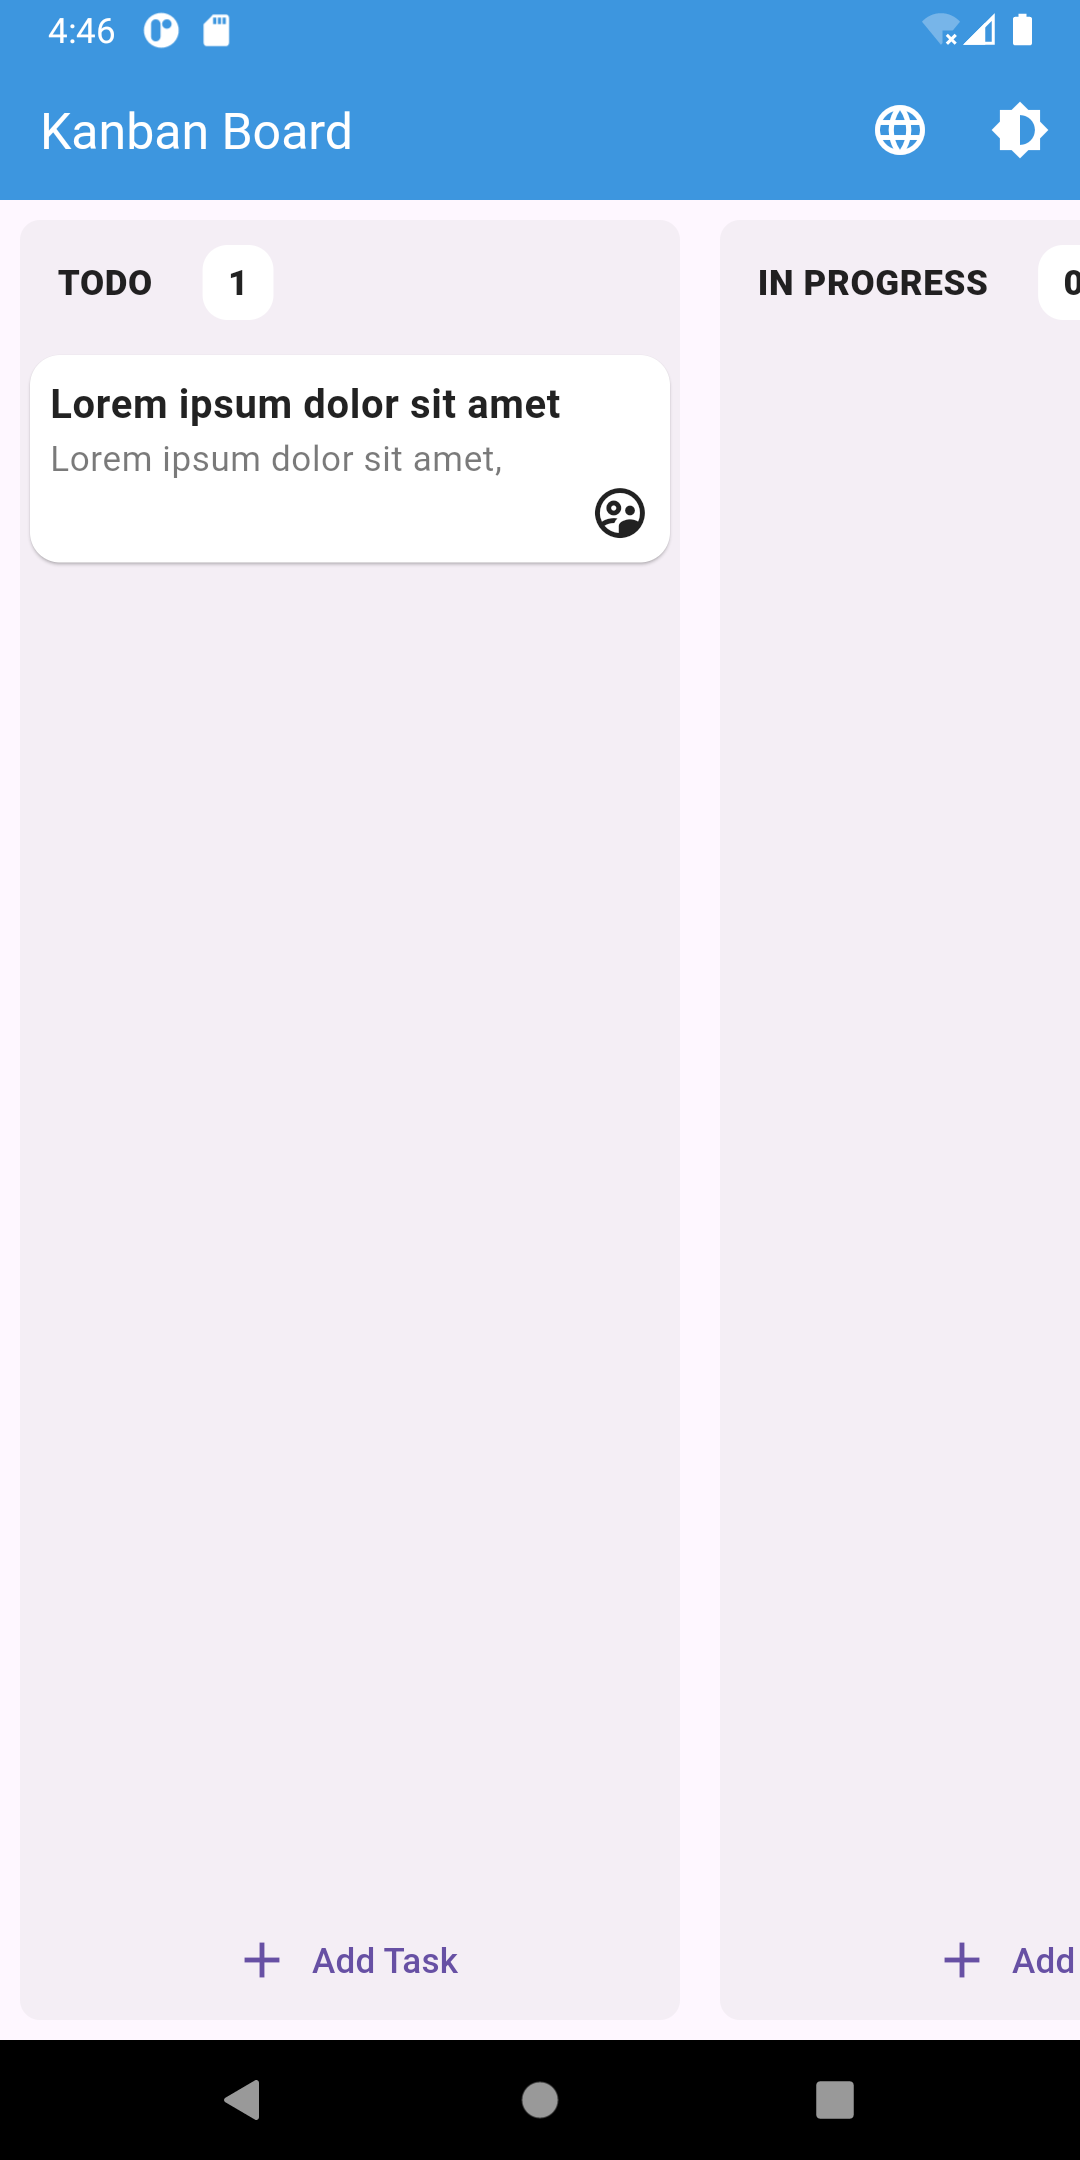 4:46
Kanban Board
TODO 1
IN PROGRESS 0
Lorem ipsum dolor sit amet
Lorem ipsum dolor sit amet,
Add Task
Add